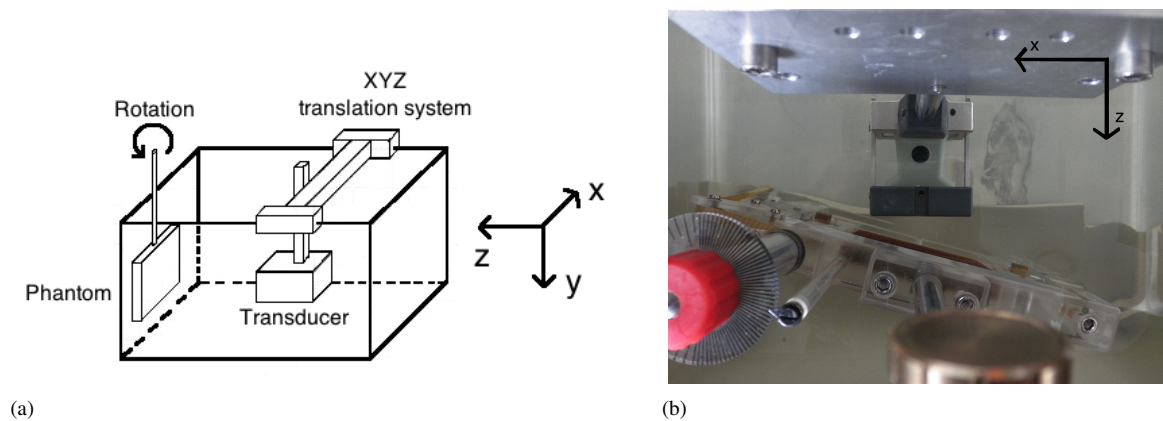 XYZ
translation system
Rotation
Phantom
Transducer
x
z
y
x
z
(a)
(b)